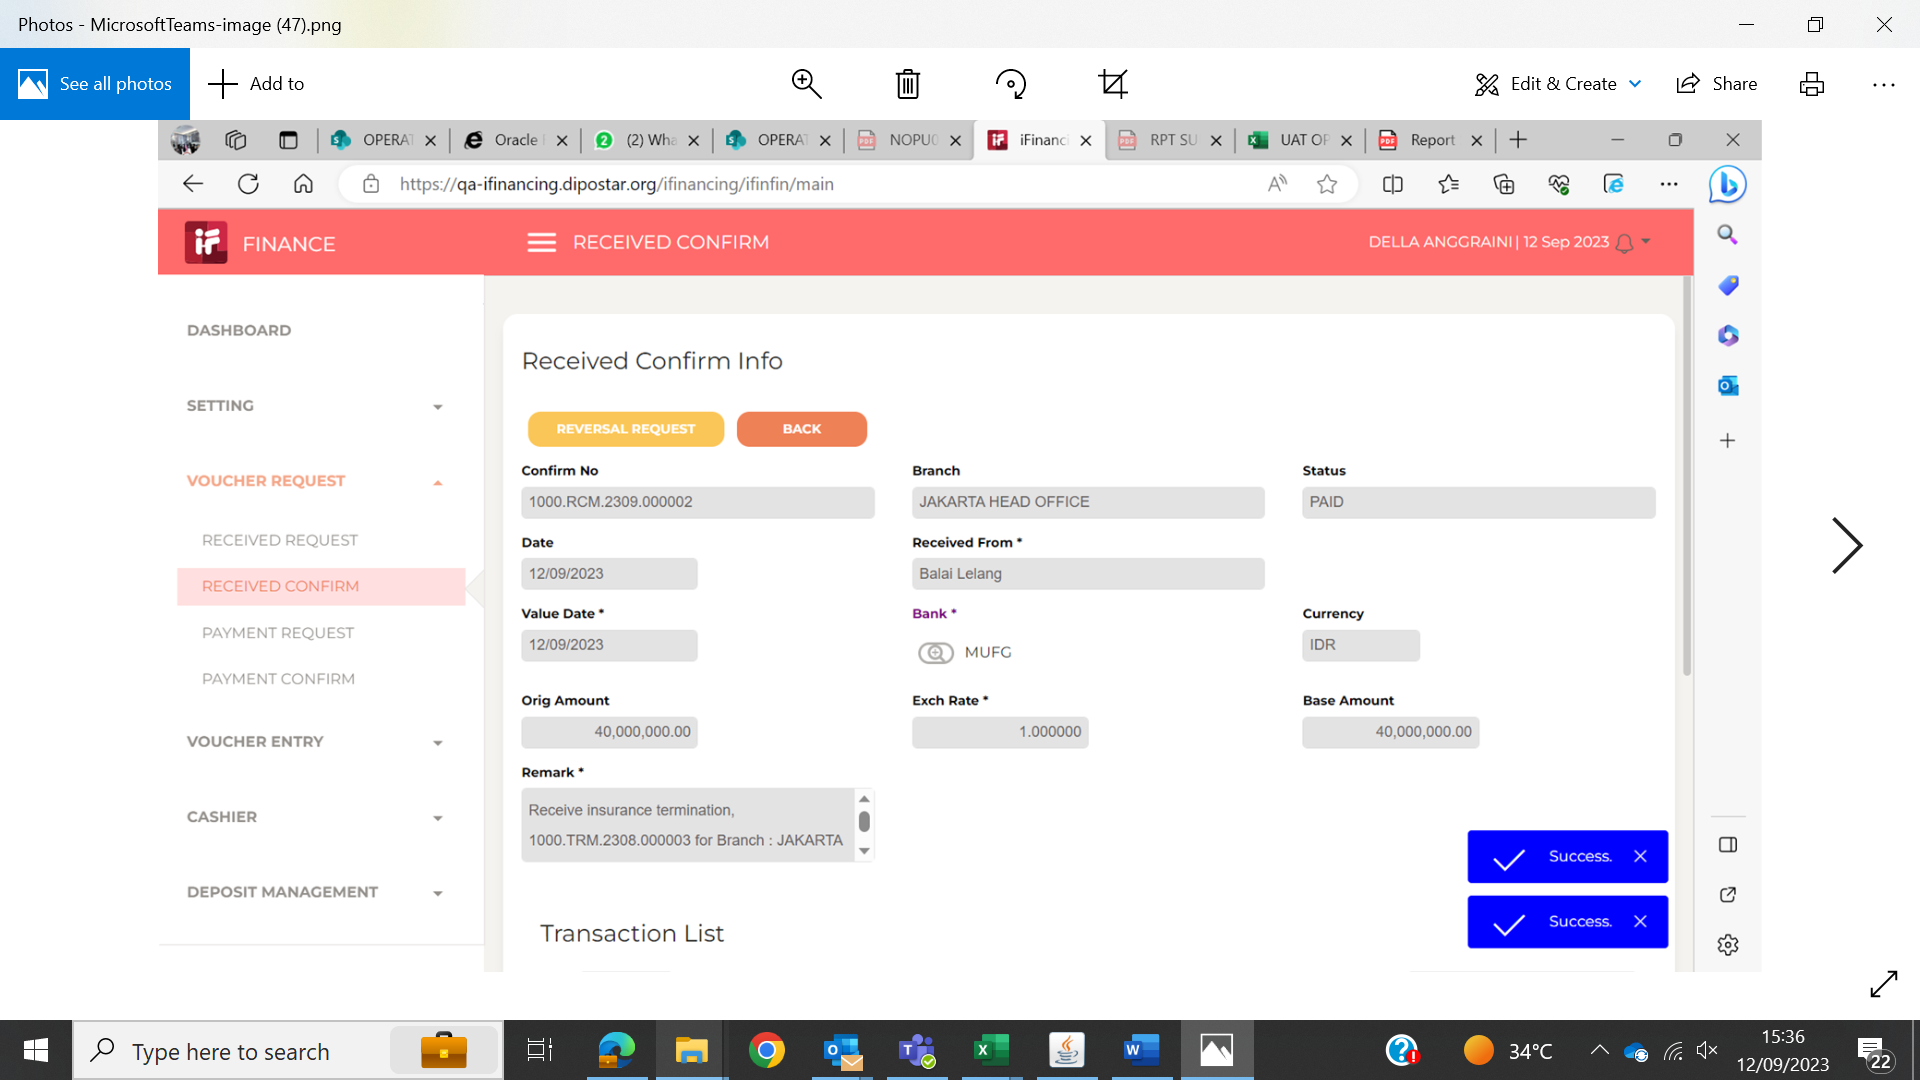 Photos - MicrosoftTeams-image (47).png
See all photos
Add to
Edit & Create
Share
OPERAT
Oracle
(2) Wha
OPERAT
NOPU0
iFinanci
RPT SU
UAT OF
Report
https://qa-ifinancing.dipostar.org/ifinancing/ifinfin/main
iF FINANCE
RECEIVED CONFIRM
DELLA ANGGRAINI | 12 Sep 2023
DASHBOARD
SETTING
VOUCHER REQUEST
RECEIVED REQUEST
RECEIVED CONFIRM
PAYMENT REQUEST
PAYMENT CONFIRM
VOUCHER ENTRY
CASHIER
DEPOSIT MANAGEMENT
Received Confirm Info
REVERSAL REQUEST
BACK
Confirm No
Branch
Status
1000.RCM.2309.000002
JAKARTA HEAD OFFICE
PAID
Date
Received From *
12/09/2023
Balai Lelang
Value Date *
Bank *
Currency
12/09/2023
MUFG
IDR
Orig Amount
Exch Rate *
Base Amount
40,000,000.00
1.000000
40,000,000.00
Remark *
Receive insurance termination,
1000.TRM.2308.000003 for Branch : JAKARTA
Success.
Success.
Transaction List
Type here to search
34°C
15:36
12/09/2023
22